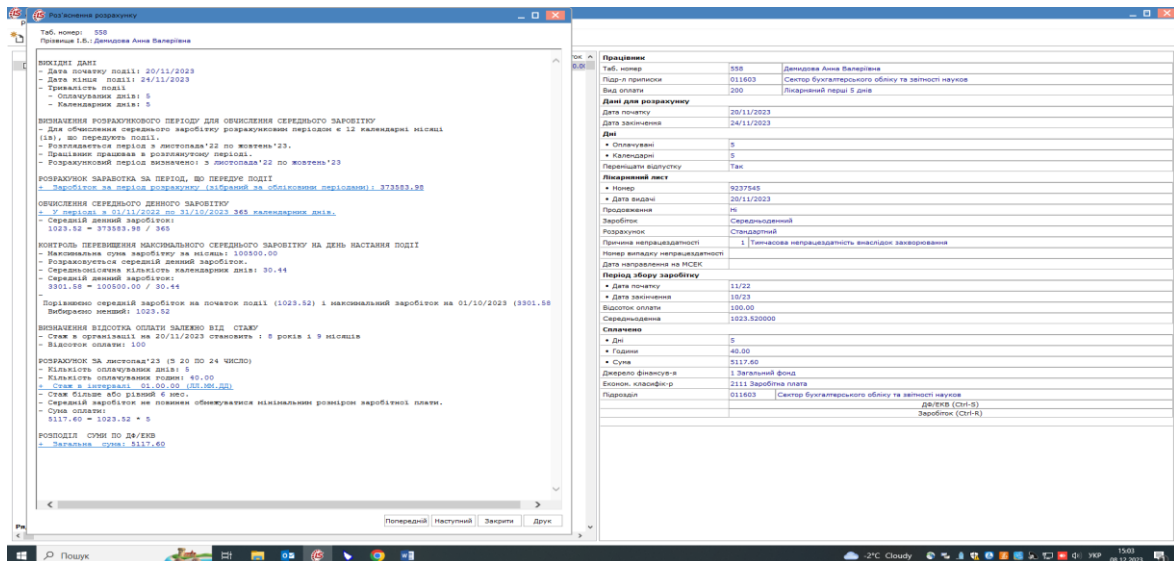 Роз'яснення розрахунку
Таб. номер: 558
Прізвище І.Б.: Демидова Анна Валеріївна
ВИХІДНІ ДАНІ
- Дата початку події: 20/11/2023
- Дата кінця події: 24/11/2023
- Тривалість події
- Оплачуваних днів: 5
- Календарних днів: 5
ВИЗНАЧЕННЯ РОЗРАХУНКОВОГО ПЕРІОДУ ДЛЯ ОБЧИСЛЕННЯ СЕРЕДНЬОГО ЗАРОБІТКУ
- Для обчислення середнього заробітку розрахунковим періодом є 12 календарні місяці
(ів), що передують події.
- Розглядається період з листопада'22 по жовтень'23.
- Працівник працював в розглянутому періоді.
- Розрахунковий період визначено: з листопада'22 по жовтень'23
РОЗРАХУНОК ЗАРАБОТКА ЗА ПЕРІОД, ЩО ПЕРЕДУЄ ПОДІЇ
+ Заробіток за період розрахунку (зібраний за обліковими періодами): 373583.98
ОБЧИСЛЕННЯ СЕРЕДНЬОГО ДЕННОГО ЗАРОБІТКУ
+ У періоді з 01/11/2022 по 31/10/2023 365 календарних днів.
- Середній денний заробіток:
1023.52 = 373583.98 / 365
КОНТРОЛЬ ПЕРЕВИЩЕННЯ МАКСИМАЛЬНОГО СЕРЕДНЬОГО ЗАРОБІТКУ НА ДЕНЬ НАСТАННЯ ПОДІЇ
- Максимальна сума заробітку за місяць: 100500.00
- Розраховується середній денний заробіток.
- Середньомісячна кількість календарних днів: 30.44
- Середній денний заробіток:
3301.58 = 100500.00 / 30.44
-
Порівнюємо середній заробіток на початок події (1023.52) і максимальний заробіток на 01/10/2023 (3301.58
Вибираємо менший: 1023.52
ВИЗНАЧЕННЯ ВІДСОТКА ОПЛАТИ ЗАЛЕЖНО ВІД СТАЖУ
- Стаж в організації на 20/11/2023 становить : 8 років і 9 місяців
- Відсоток оплати: 100
РОЗРАХУНОК ЗА листопад'23 (З 20 ПО 24 ЧИСЛО)
- Кількість оплачуваних днів: 5
- Кількість оплачуваних годин: 40.00
+ Стаж в інтервалі 01.00.00 (ЛЛ.ММ.ДД)
- Стаж більше або рівний 6 мес.
- Середній заробіток не повинен обмежуватися мінімальним розміром заробітної плати.
- Сума оплати:
5117.60 = 1023.52 * 5
РОЗПОДІЛ СУМИ ПО ДФ/ЕКВ
+ Загальна сума: 5117.60
Попередній Наступний Закрити Друк
Працівник
Таб. номер 558 Демидова Анна Валеріївна
Підр-л приписки 011603 Сектор бухгалтерського обліку та звітності науков
Вид оплати 200 Лікарняний перші 5 днів
Дані для розрахунку
Дата початку 20/11/2023
Дата закінчення 24/11/2023
Дні
• Оплачувані 5
• Календарні 5
Переміщати відпустку Так
Лікарняний лист
• Номер 9237545
• Дата видачі 20/11/2023
Продовження Ні
Заробіток Середньоденний
Розрахунок Стандартний
Причина непрацездатності 1 Тимчасова непрацездатність внаслідок захворювання
Номер випадку непрацездатності
Дата направлення на МСЕК
Період збору заробітку
• Дата початку 11/22
• Дата закінчення 10/23
Відсоток оплати 100.00
Середньоденна 1023.520000
Сплачено
• Дні 5
• Години 40.00
• Сума 5117.60
Джерело фінансув-я 1 Загальний фонд
Економ. класифік-р 2111 Заробітна плата
Підрозділ 011603 Сектор бухгалтерського обліку та звітності науков
ДФ/ЕКВ (Ctrl-S)
Заробіток (Ctrl-R)
Пошук
-2°C Cloudy
УКР
15:03
08.12.2023